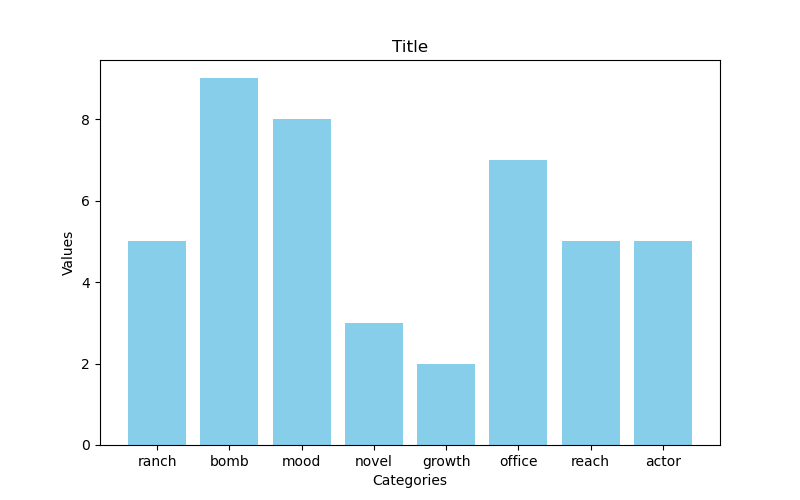 Title
Values
8
6
4
2
0
ranch bomb mood novel growth office reach actor
Categories